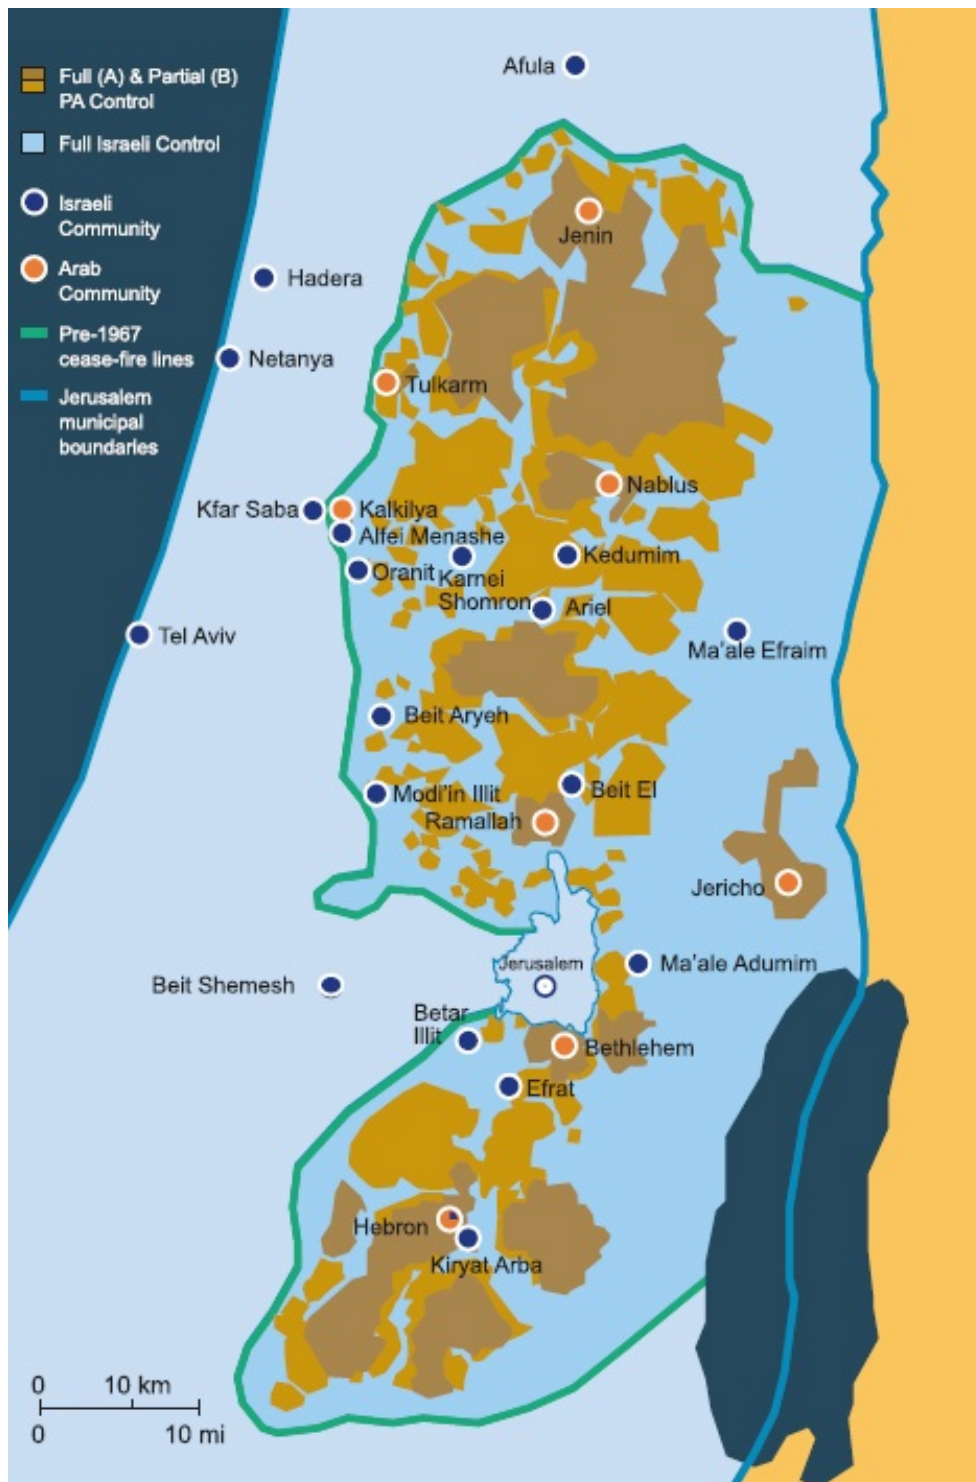 Full (A) & Partial (B)
PA Control
Full Israeli Control
Israeli
Community
Arab
Community
Pre-1967
cease-fire lines
Jerusalem
municipal
boundaries
Afula
Jenin
Hadera
Netanya
Tulkarm
Nablus
Kfar Saba
Kalkilya
Alfei Menashe
Oranit
Karnei
Shomron
Kedumim
Ariel
Tel Aviv
Ma'ale Efraim
Beit Aryeh
Modi'in Illit
Beit El
Ramallah
Jericho
Jerusalem
Ma'ale Adumim
Beit Shemesh
Betar
Illit
Bethlehem
Efrat
Hebron
Kiryat Arba
0 10 km
0 10 mi